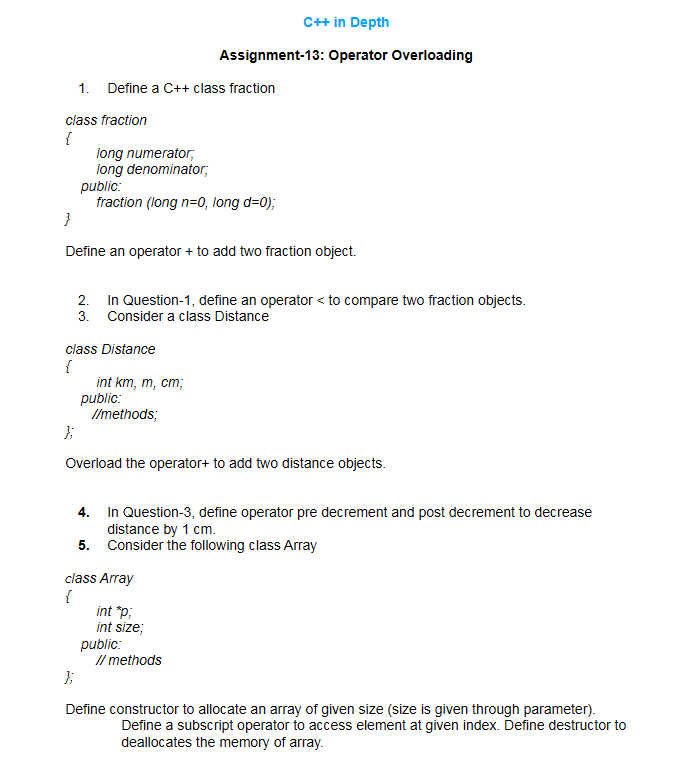 C++ in Depth
Assignment-13: Operator Overloading
1. Define a C++ class fraction
class fraction
{
long numerator;
long denominator;
public:
fraction (long n=0, long d=0);
}
Define an operator + to add two fraction object.
2. In Question-1, define an operator < to compare two fraction objects.
3. Consider a class Distance
class Distance
{
int km, m, cm;
public:
//methods;
};
Overload the operator+ to add two distance objects.
4. In Question-3, define operator pre decrement and post decrement to decrease
distance by 1 cm.
5. Consider the following class Array
class Array
{
int *p;
int size;
public:
// methods
};
Define constructor to allocate an array of given size (size is given through parameter).
Define a subscript operator to access element at given index. Define destructor to
deallocates the memory of array.